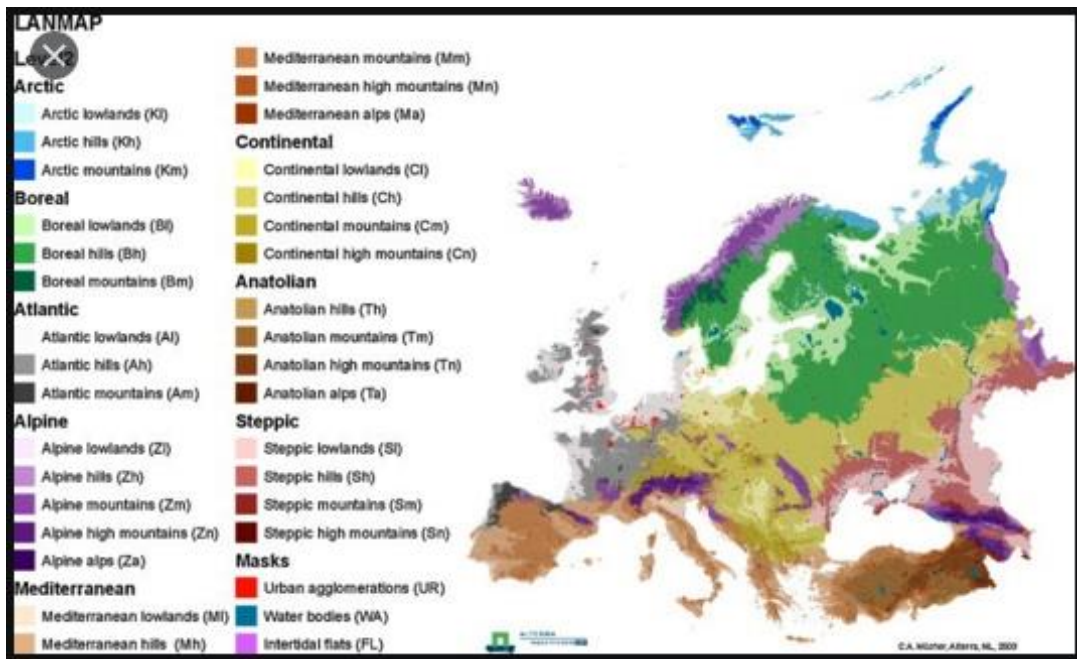 LANMAP
Level 2
Arctic
Arctic lowlands (Kl)
Arctic hills (Kh)
Arctic mountains (Km)
Boreal
Boreal lowlands (Bl)
Boreal hills (Bh)
Boreal mountains (Bm)
Atlantic
Atlantic lowlands (Al)
Atlantic hills (Ah)
Atlantic mountains (Am)
Alpine
Alpine lowlands (Zl)
Alpine hills (Zh)
Alpine mountains (Zm)
Alpine high mountains (Zn)
Alpine alps (Za)
Mediterranean
Mediterranean lowlands (Ml)
Mediterranean hills (Mh)
Mediterranean mountains (Mm)
Mediterranean high mountains (Mn)
Mediterranean alps (Ma)
Continental
Continental lowlands (Cl)
Continental hills (Ch)
Continental mountains (Cm)
Continental high mountains (Cn)
Anatolian
Anatolian hills (Th)
Anatolian mountains (Tm)
Anatolian high mountains (Tn)
Anatolian alps (Ta)
Steppic
Steppic lowlands (Sl)
Steppic hills (Sh)
Steppic mountains (Sm)
Steppic high mountains (Sn)
Masks
Urban agglomerations (UR)
Water bodies (WA)
Intertidal flats (FL)
ALTERRA
C.A. Mücher, Alterra, NL, 2003